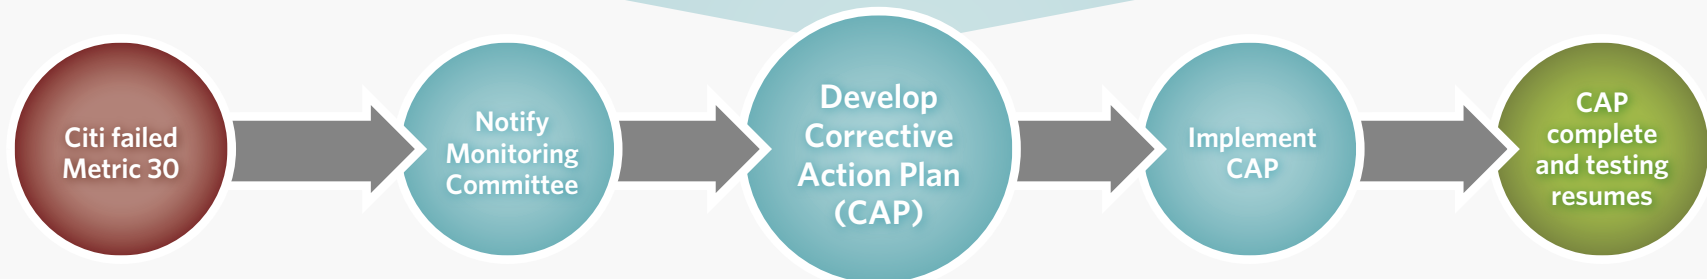 Citi failed
Metric 30
Notify
Monitoring
Committee
Develop
Corrective
Action Plan
(CAP)
Implement
CAP
CAP
complete
and testing
resumes